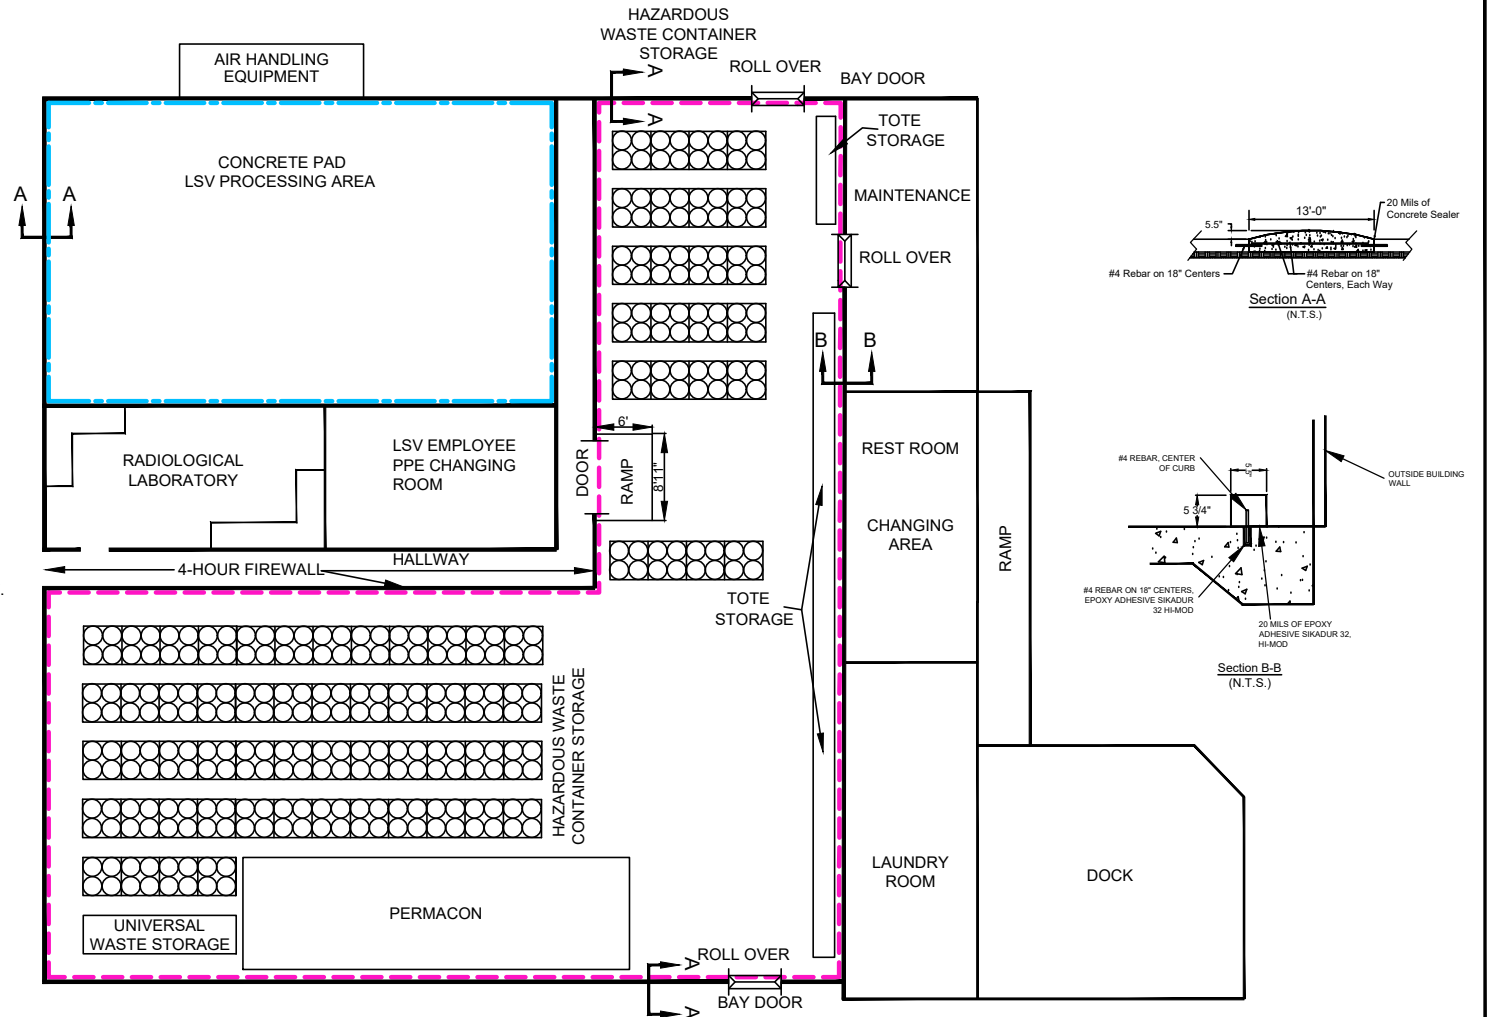 HAZARDOUS
WASTE CONTAINER
STORAGE
AIR HANDLING
EQUIPMENT
A
A
ROLL OVER
BAY DOOR
TOTE
STORAGE
CONCRETE PAD
LSV PROCESSING AREA
A
A
MAINTENANCE
ROLL OVER
B
B
6'
DOOR
RAMP
8'11"
RADIOLOGICAL
LABORATORY
LSV EMPLOYEE
PPE CHANGING
ROOM
REST ROOM
CHANGING
AREA
RAMP
HALLWAY
4-HOUR FIREWALL
TOTE
STORAGE
HAZARDOUS WASTE
CONTAINER STORAGE
LAUNDRY
ROOM
DOCK
PERMACON
UNIVERSAL
WASTE STORAGE
A
A
ROLL OVER
BAY DOOR
13'-0"
5.5"
20 Mils of
Concrete Sealer
#4 Rebar on 18" Centers
#4 Rebar on 18"
Centers, Each Way
Section A-A
(N.T.S.)
#4 REBAR, CENTER
OF CURB
OUTSIDE BUILDING
WALL
5 3/4"
#4 REBAR ON 18" CENTERS,
EPOXY ADHESIVE SIKADUR
32 HI-MOD
20 MILS OF EPOXY
ADHESIVE SIKADUR 32,
HI-MOD
Section B-B
(N.T.S.)